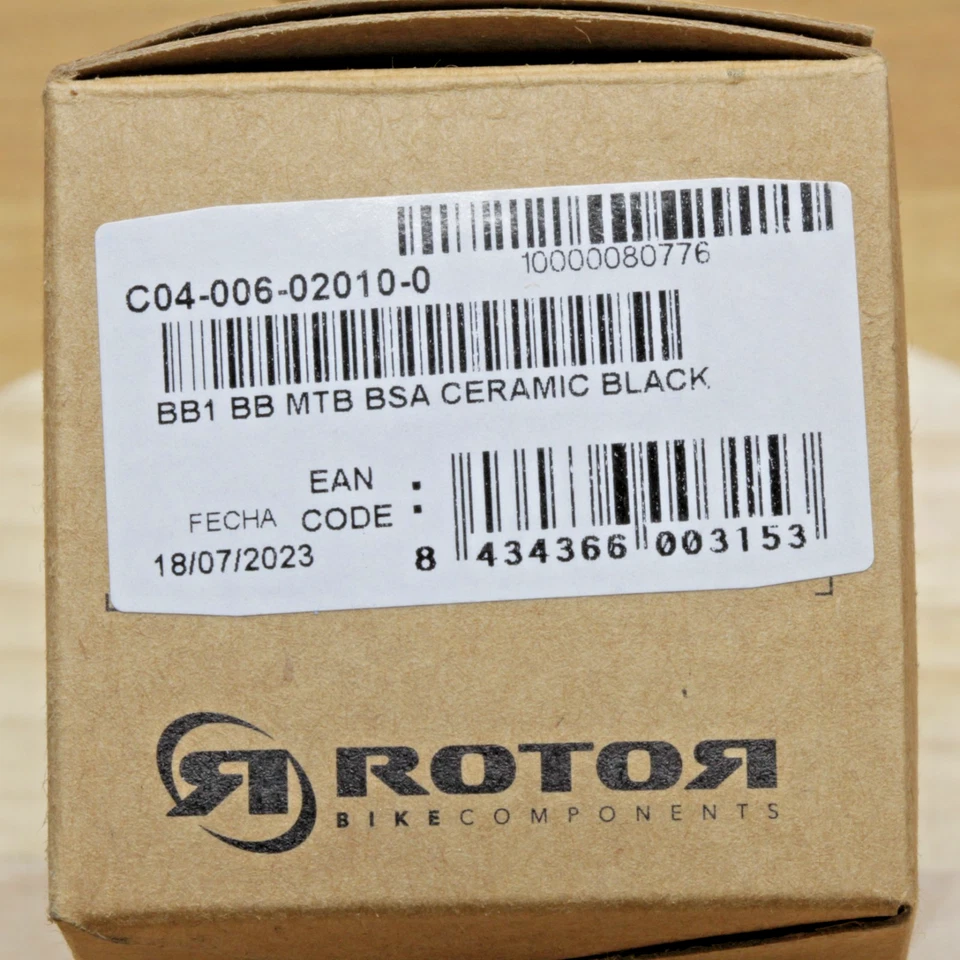 10000080776
C04-006-02010-0
BB1 BB MTB BSA CERAMIC BLACK
EAN
FECHA CODE :
18/07/2023
8 434366 003153
R ROTOR
BIKECOMPONENTS